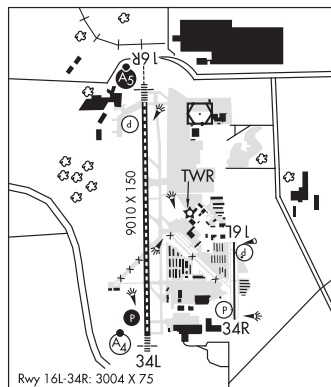 16R
A5
P
TWR
9010 X 150
16L
P
P
P
A4
34R
34L
Rwy 16L-34R: 3004 X 75